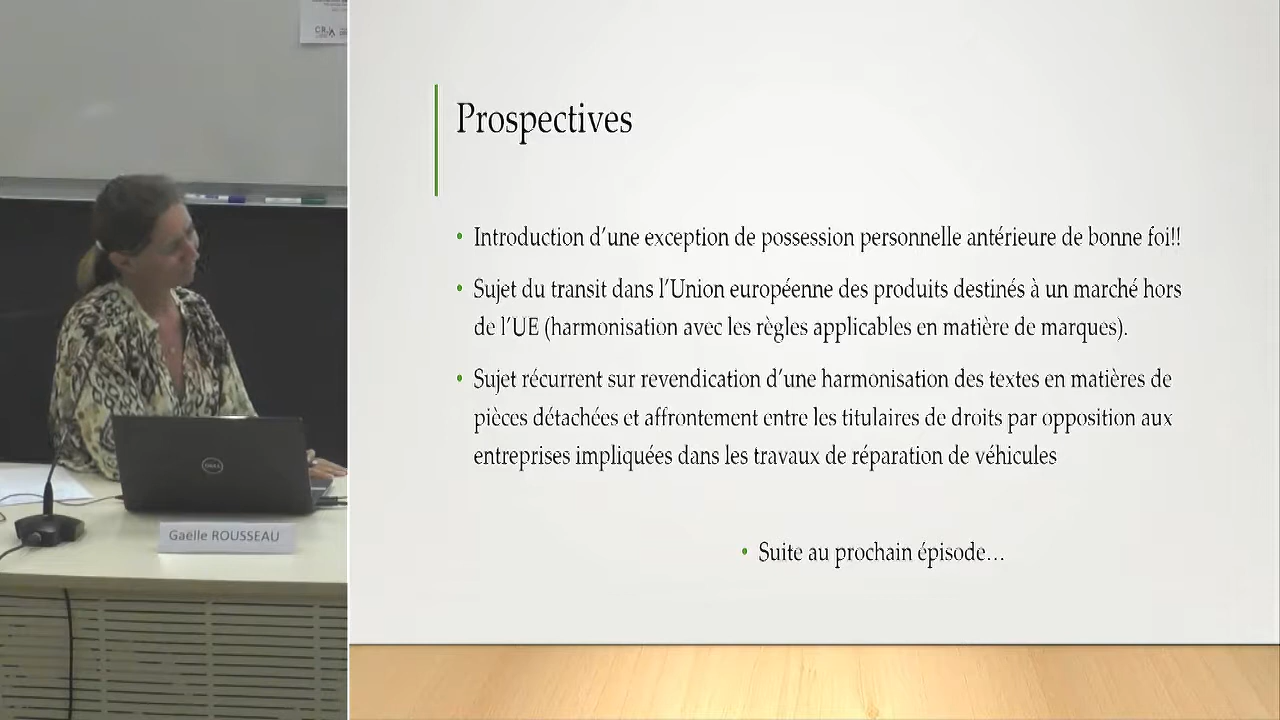 Prospectives
• Introduction d’une exception de possession personnelle antérieure de bonne foi!!
• Sujet du transit dans l’Union européenne des produits destinés à un marché hors
de l’UE (harmonisation avec les règles applicables en matière de marques).
• Sujet récurrent sur revendication d’une harmonisation des textes en matières de
pièces détachées et affrontement entre les titulaires de droits par opposition aux
entreprises impliquées dans les travaux de réparation de véhicules
• Suite au prochain épisode…
DELL
Gaëlle ROUSSEAU